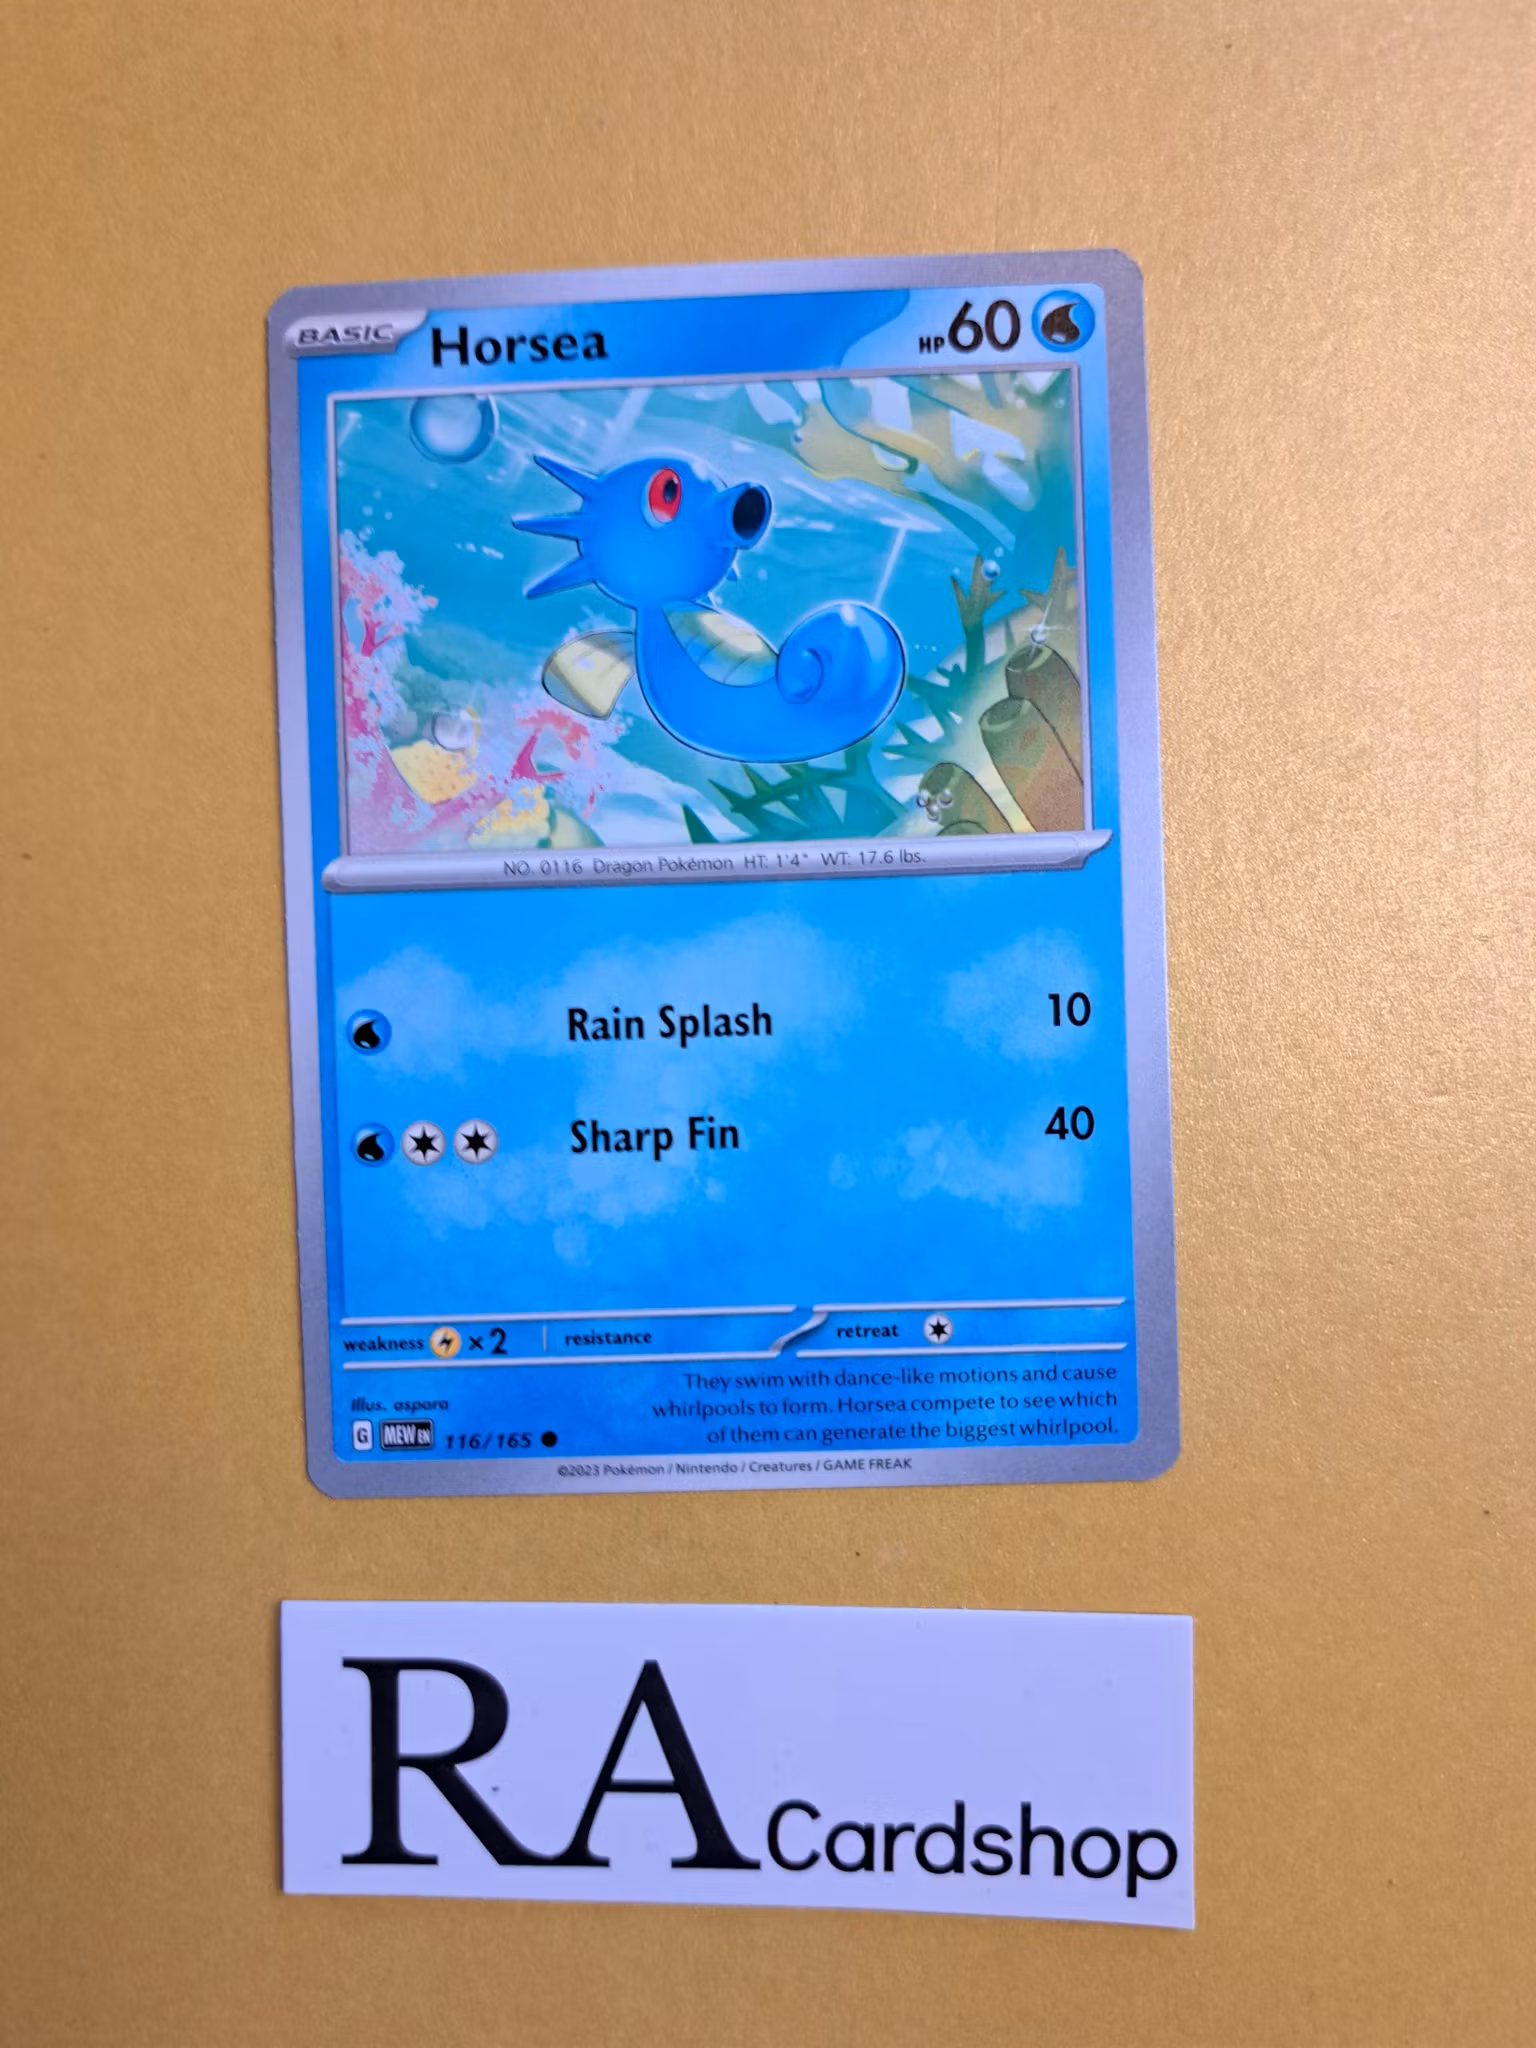 BASIC Horsea HP 60
NO. 0116 Dragon Pokémon HT: 1'4" WT: 17.6 lbs.
Rain Splash 10
Sharp Fin 40
weakness ×2 resistance retreat
They swim with dance-like motions and cause
whirlpools to form. Horsea compete to see which
of them can generate the biggest whirlpool.
Illus. aspara
G MEW EN 116/165
©2023 Pokémon / Nintendo / Creatures / GAME FREAK
RA Cardshop